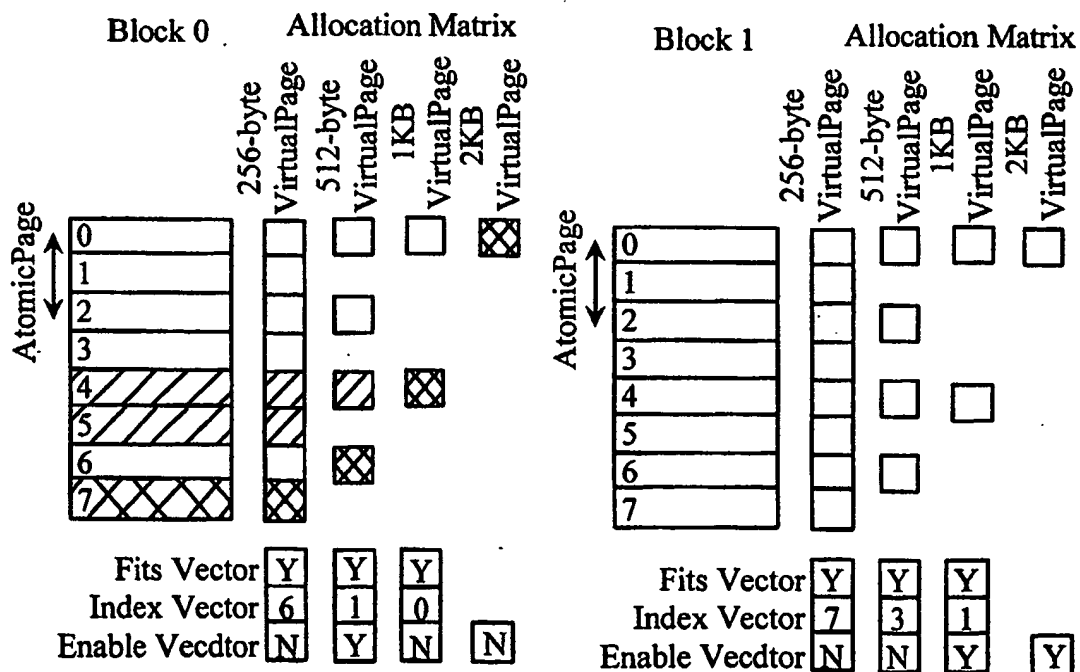 Block 0
Allocation Matrix
256-byte
VirtualPage
512-byte
VirtualPage
1KB
VirtualPage
2KB
VirtualPage
AtomicPage
0
1
2
3
4
5
6
7
Fits Vector Y Y Y
Index Vector 6 1 0
Enable Vecdtor N Y N N
Block 1
Allocation Matrix
256-byte
VirtualPage
512-byte
VirtualPage
1KB
VirtualPage
2KB
VirtualPage
AtomicPage
0
1
2
3
4
5
6
7
Fits Vector Y Y Y
Index Vector 7 3 1
Enable Vecdtor N N Y Y